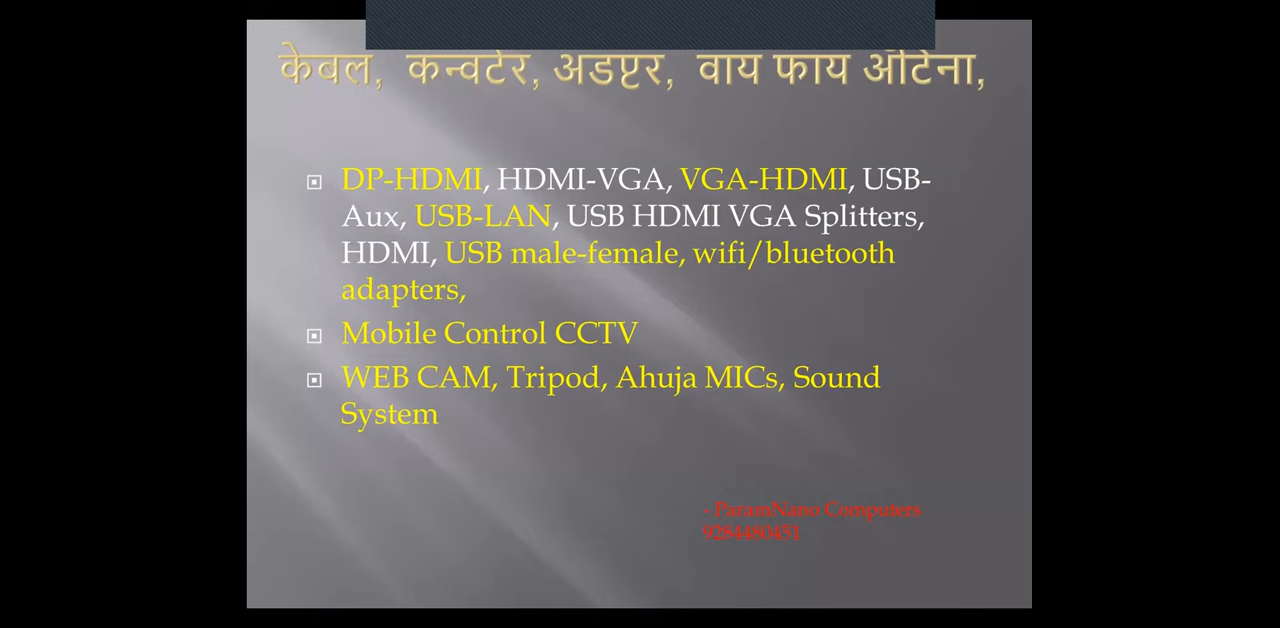 केबल, कन्वर्टर, अडप्टर, वाय फाय अँटिना,
DP-HDMI, HDMI-VGA, VGA-HDMI, USB-
Aux, USB-LAN, USB HDMI VGA Splitters,
HDMI, USB male-female, wifi/bluetooth
adapters,
Mobile Control CCTV
WEB CAM, Tripod, Ahuja MICs, Sound
System
- ParamNano Computers
9284480451